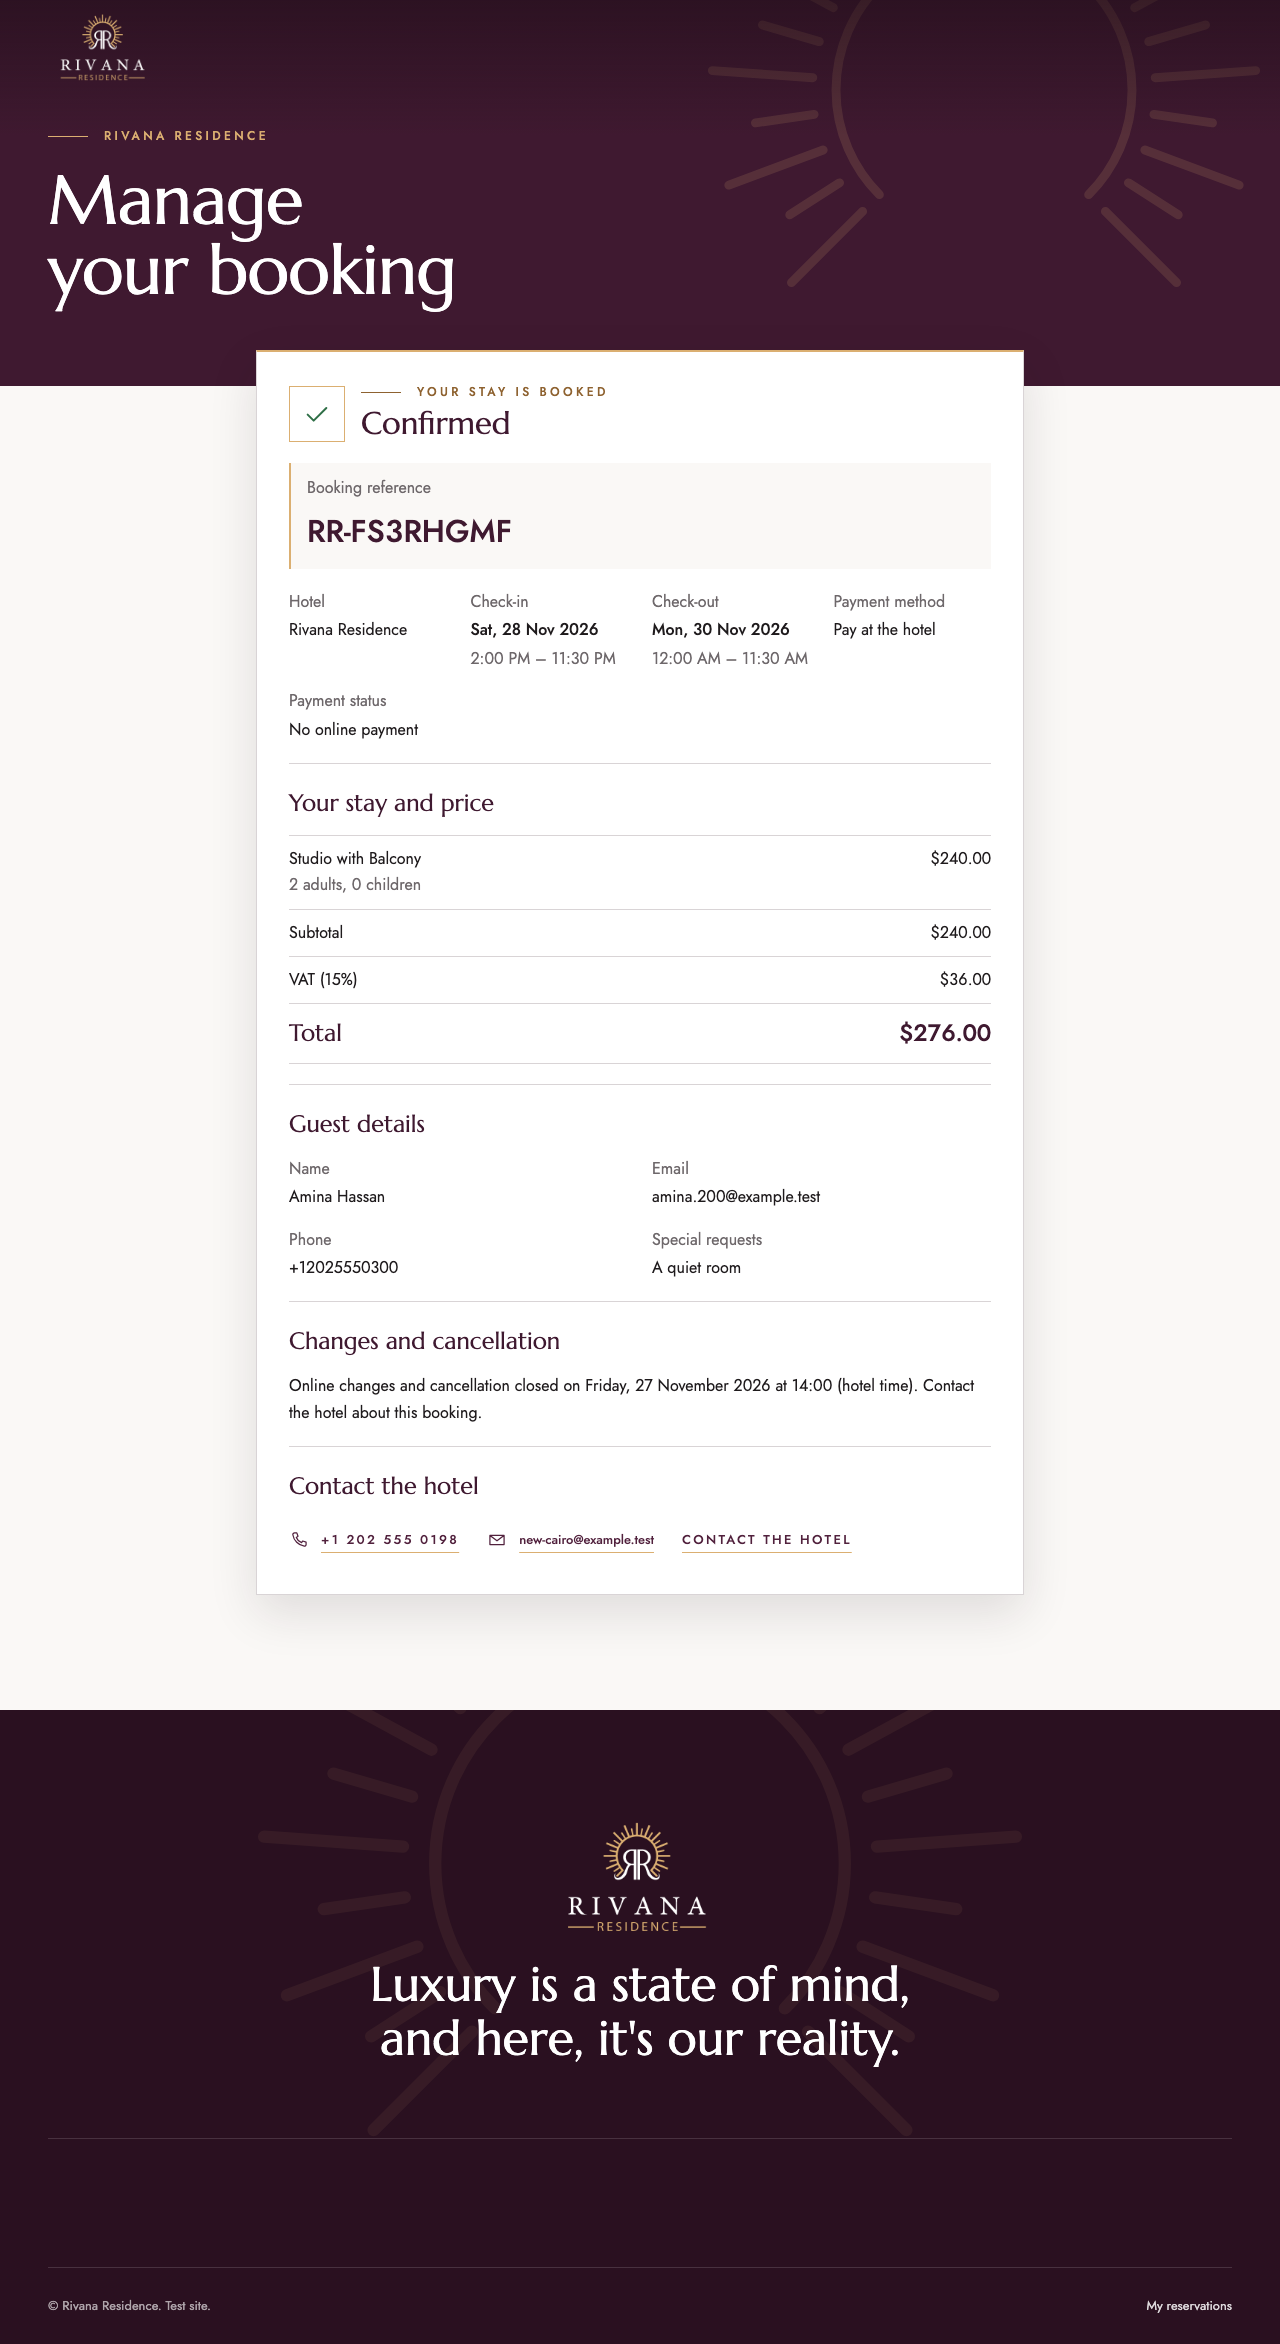 RIVANA
RESIDENCE
RIVANA RESIDENCE
Manage
your booking
YOUR STAY IS BOOKED
Confirmed
Booking reference
RR-FS3RHGMF
Hotel
Rivana Residence
Check-in
Sat, 28 Nov 2026
2:00 PM – 11:30 PM
Check-out
Mon, 30 Nov 2026
12:00 AM – 11:30 AM
Payment method
Pay at the hotel
Payment status
No online payment
Your stay and price
Studio with Balcony $240.00
2 adults, 0 children
Subtotal $240.00
VAT (15%) $36.00
Total $276.00
Guest details
Name
Amina Hassan
Email
amina.200@example.test
Phone
+12025550300
Special requests
A quiet room
Changes and cancellation
Online changes and cancellation closed on Friday, 27 November 2026 at 14:00 (hotel time). Contact
the hotel about this booking.
Contact the hotel
+1 202 555 0198 new-cairo@example.test CONTACT THE HOTEL
RIVANA
RESIDENCE
Luxury is a state of mind,
and here, it's our reality.
© Rivana Residence. Test site. My reservations